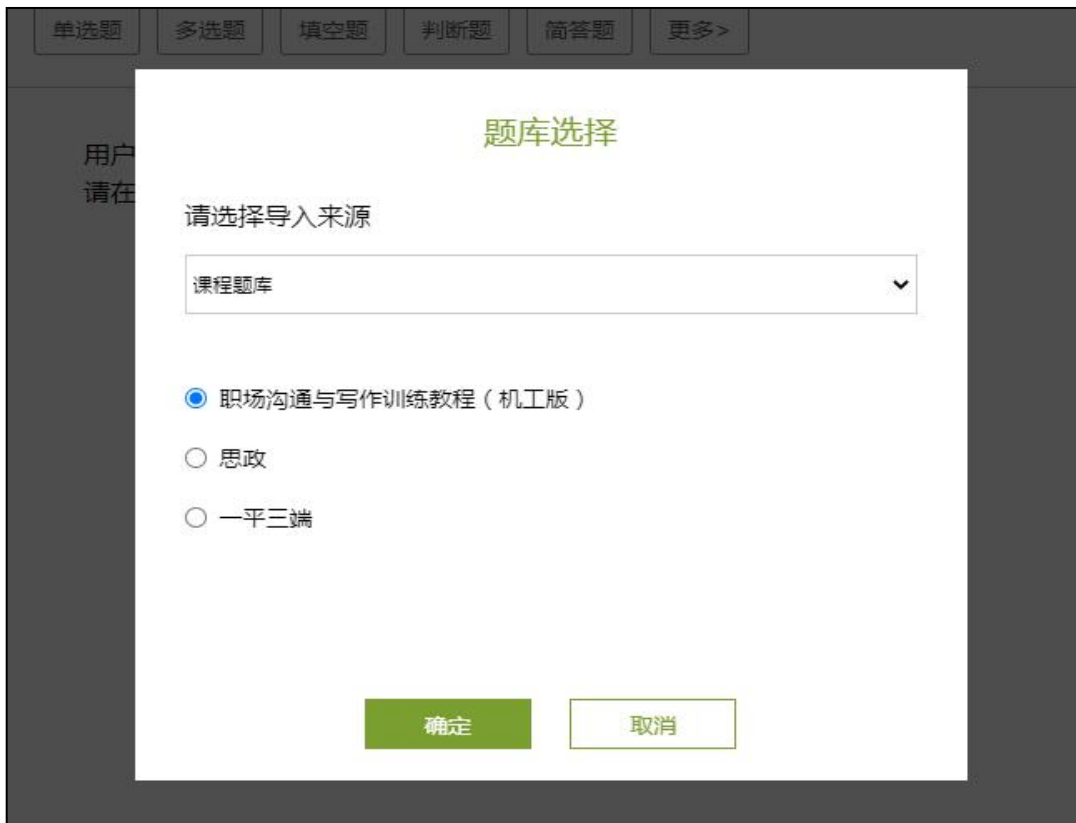 单选题 多选题 填空题 判断题 简答题 更多>
题库选择
用户
请在
请选择导入来源
课程题库
职场沟通与写作训练教程（机工版）
思政
一平三端
确定 取消